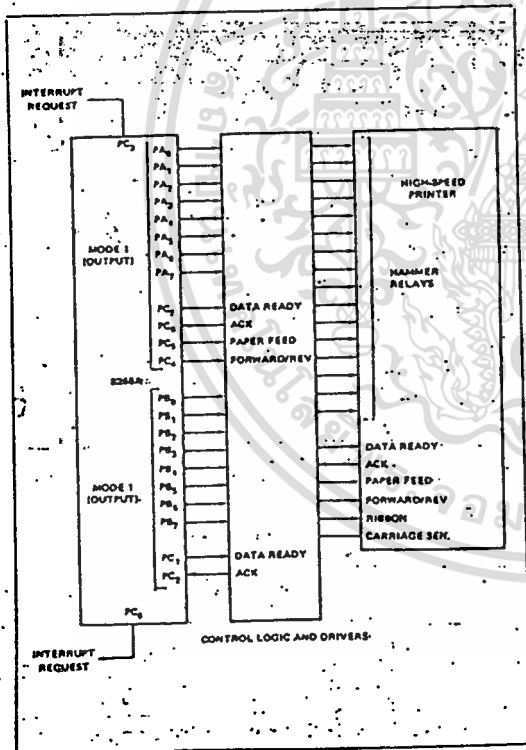 INTERRUPT
REQUEST
PC3
PA0
PA1
PA2
PA3
PA4
PA5
PA6
PA7
MODE 1
(OUTPUT)
PC7
PC6
PC5
PC4
DATA READY
ACK
PAPER FEED
FORWARD/REV
8255A
PB0
PB1
PB2
PB3
PB4
PB5
PB6
PB7
MODE 1
(OUTPUT)
PC1
PC2
DATA READY
ACK
PC0
INTERRUPT
REQUEST
CONTROL LOGIC AND DRIVERS
HIGH-SPEED
PRINTER
HAMMER
RELAYS
DATA READY
ACK
PAPER FEED
FORWARD/REV
RIBBON
CARRIAGE SEN.